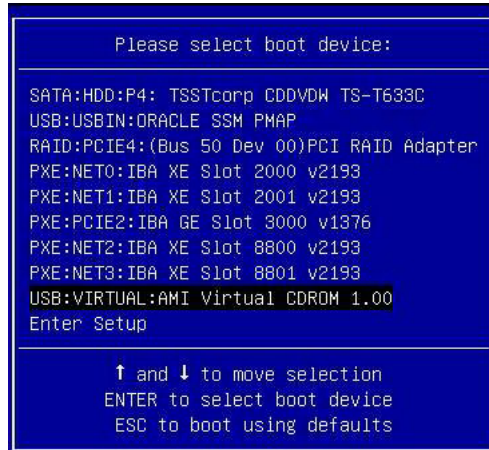 Please select boot device:
SATA:HDD:P4: TSSTcorp CDDVDW TS-T633C
USB:USBIN:ORACLE SSM PMAP
RAID:PCIE4:(Bus 50 Dev 00)PCI RAID Adapter
PXE:NET0:IBA XE Slot 2000 v2193
PXE:NET1:IBA XE Slot 2001 v2193
PXE:PCIE2:IBA GE Slot 3000 v1376
PXE:NET2:IBA XE Slot 8800 v2193
PXE:NET3:IBA XE Slot 8801 v2193
USB:VIRTUAL:AMI Virtual CDROM 1.00
Enter Setup
↑ and ↓ to move selection
ENTER to select boot device
ESC to boot using defaults